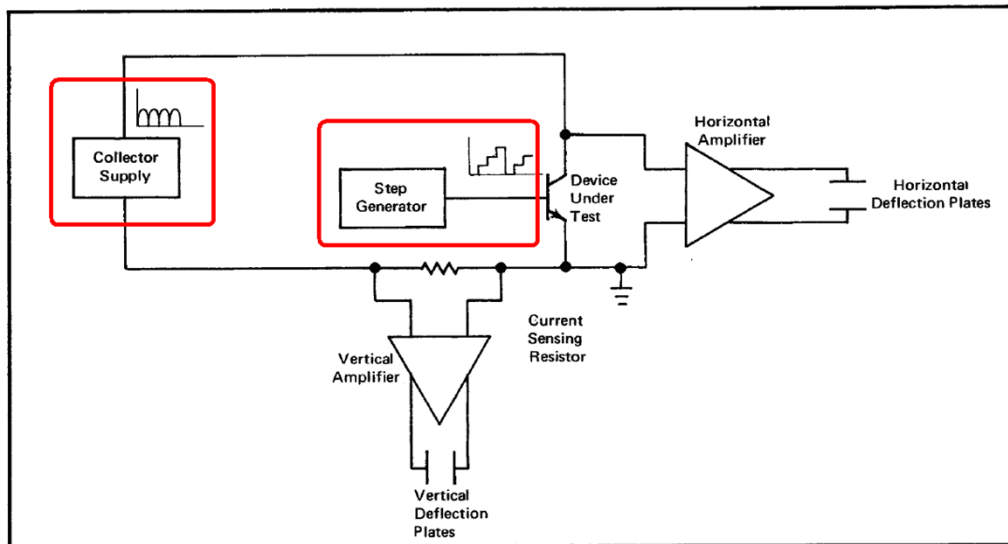 Collector
Supply
Step
Generator
Device
Under
Test
Horizontal
Amplifier
Horizontal
Deflection Plates
Current
Sensing
Resistor
Vertical
Amplifier
Vertical
Deflection
Plates